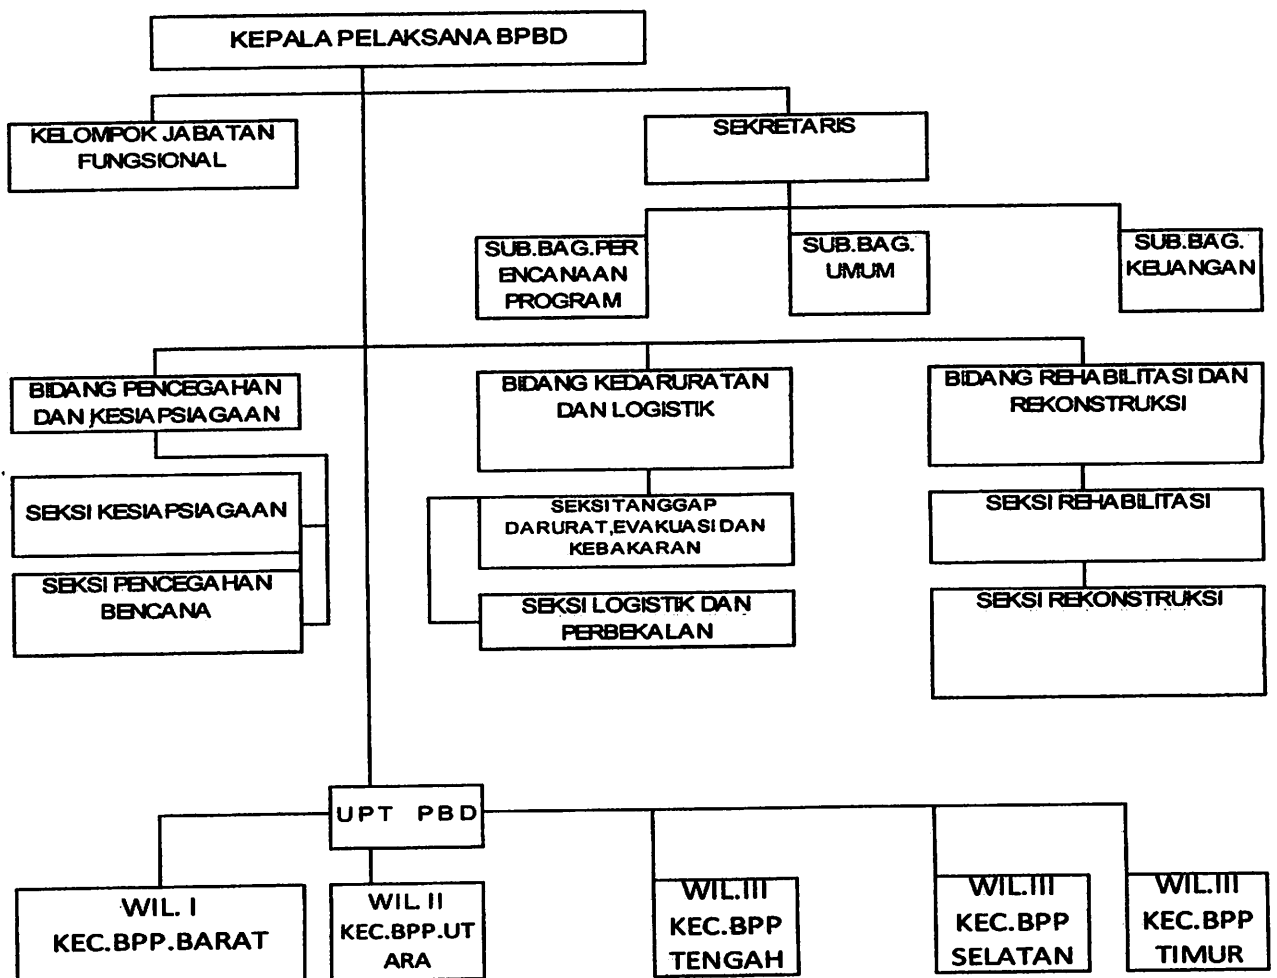 KEPALA PELAKSANA BPBD
KELOMPOK JABATAN
FUNGSIONAL
SEKRETARIS
SUB.BAG.PER
ENCANAAN
PROGRAM
SUB.BAG.
UMUM
SUB.BAG.
KEUANGAN
BIDANG PENCEGAHAN
DAN KESIAPSIAGAAN
BIDANG KEDARURATAN
DAN LOGISTIK
BIDANG REHABILITASI DAN
REKONSTRUKSI
SEKSI KESIAPSIAGAAN
SEKSI TANGGAP
DARURAT,EVAKUASI DAN
KEBAKARAN
SEKSI REHABILITASI
SEKSI PENCEGAHAN
BENCANA
SEKSI LOGISTIK DAN
PERBEKALAN
SEKSI REKONSTRUKSI
UPT PBD
WIL. I
KEC.BPP.BARAT
WIL. II
KEC.BPP.UT
ARA
WIL.III
KEC.BPP
TENGAH
WIL.III
KEC.BPP
SELATAN
WIL.III
KEC.BPP
TIMUR